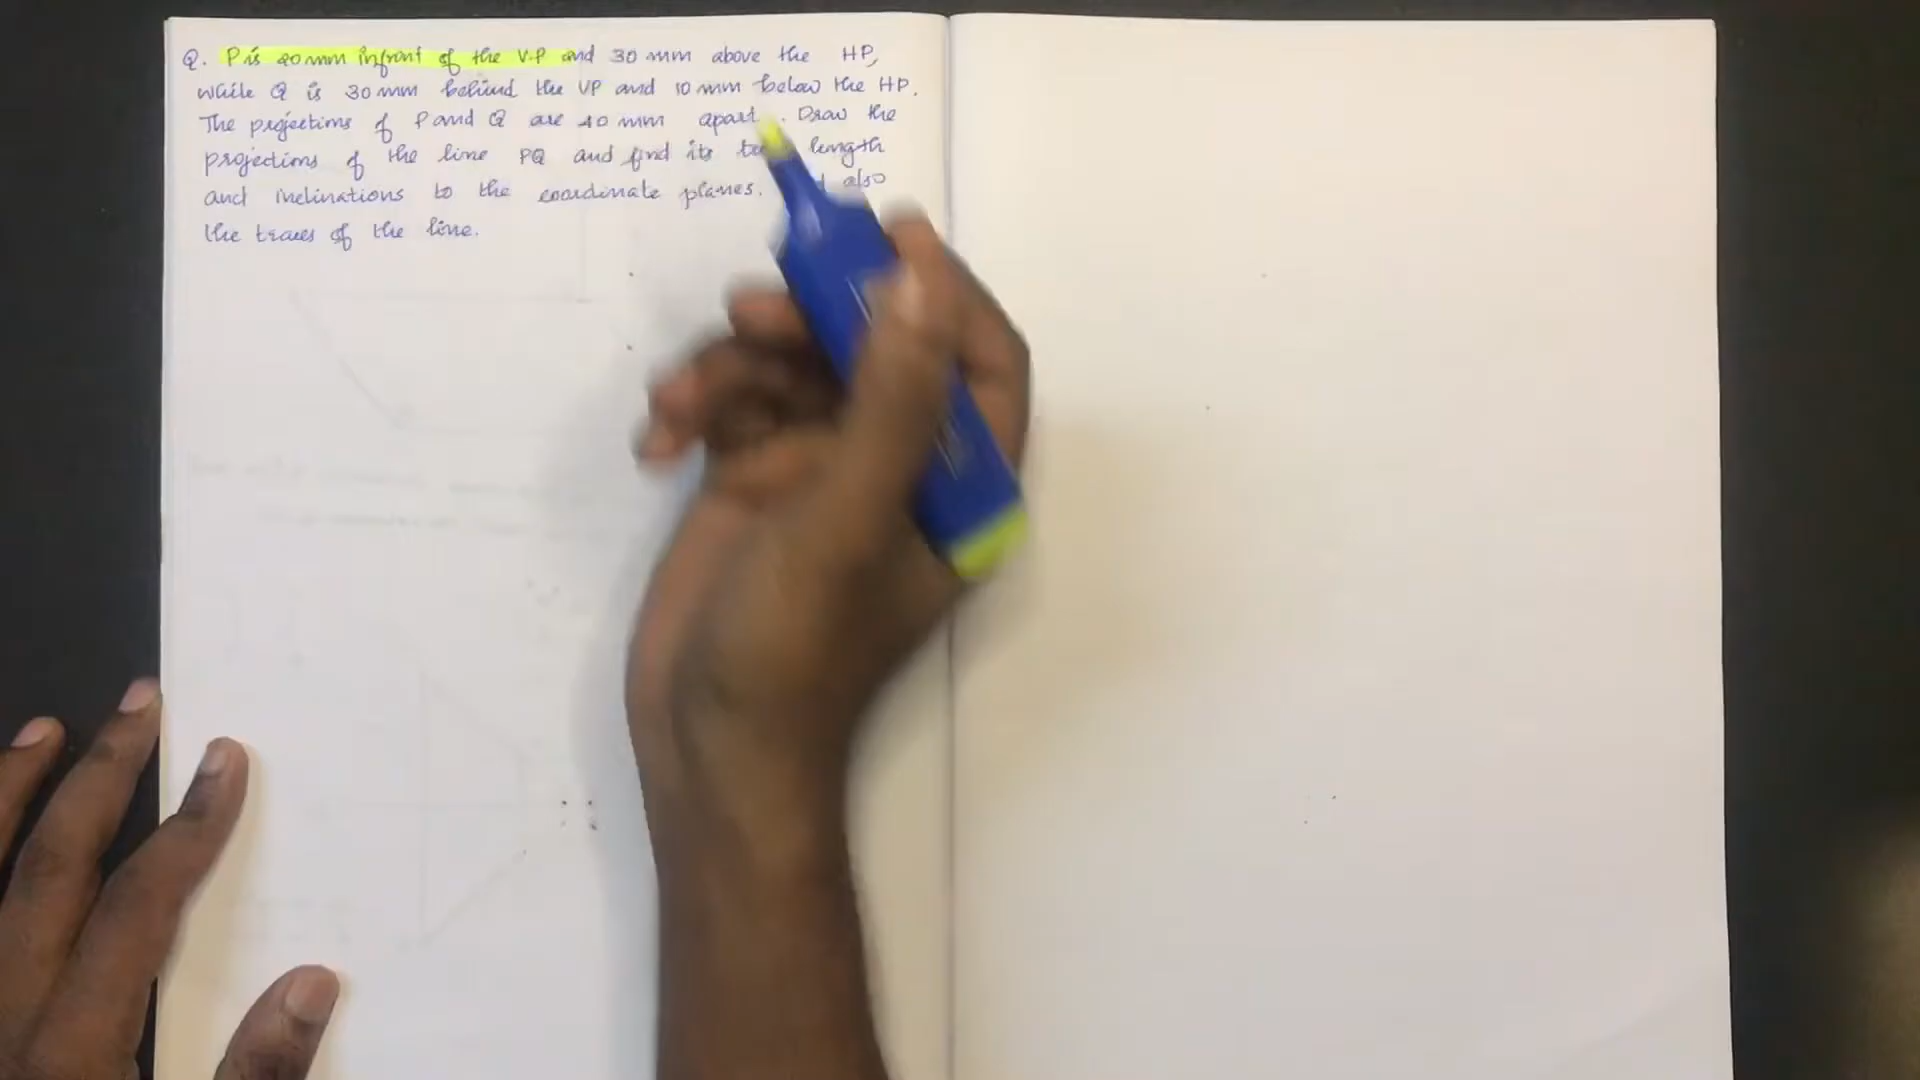 Q. P is 20 mm infront of the V.P and 30 mm above the HP,
while Q is 30 mm behind the VP and 10 mm below the HP.
The projections of P and Q are 40 mm apart. Draw the
projections of the line PQ and find its length
and inclinations to the coordinate planes. also
the traces of the line.